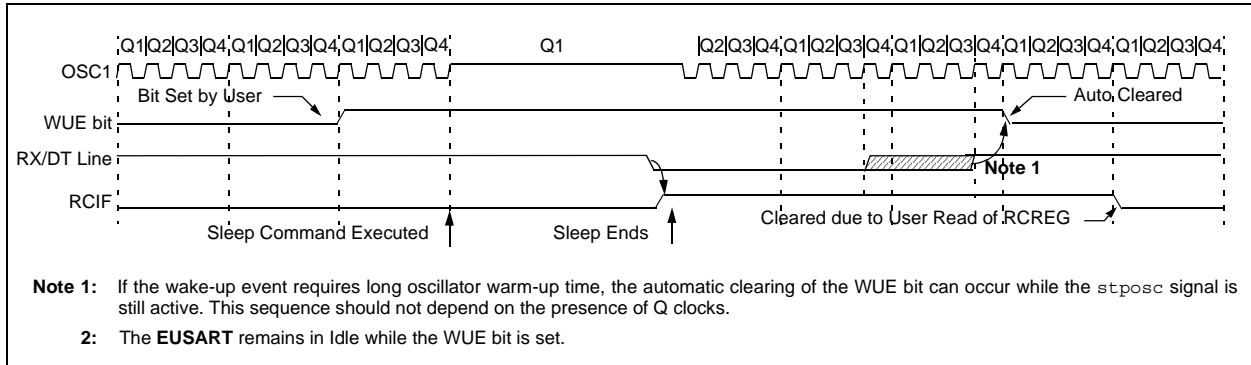 Q1|Q2|Q3|Q4|Q1|Q2|Q3|Q4|Q1|Q2|Q3|Q4 Q1 Q2|Q3|Q4|Q1|Q2|Q3|Q4|Q1|Q2|Q3|Q4|Q1|Q2|Q3|Q4|Q1|Q2|Q3|Q4
OSC1
Bit Set by User
Auto Cleared
WUE bit
RX/DT Line
Note 1
RCIF
Cleared due to User Read of RCREG
Sleep Command Executed
Sleep Ends
Note 1: If the wake-up event requires long oscillator warm-up time, the automatic clearing of the WUE bit can occur while the stposc signal is
still active. This sequence should not depend on the presence of Q clocks.
2: The EUSART remains in Idle while the WUE bit is set.